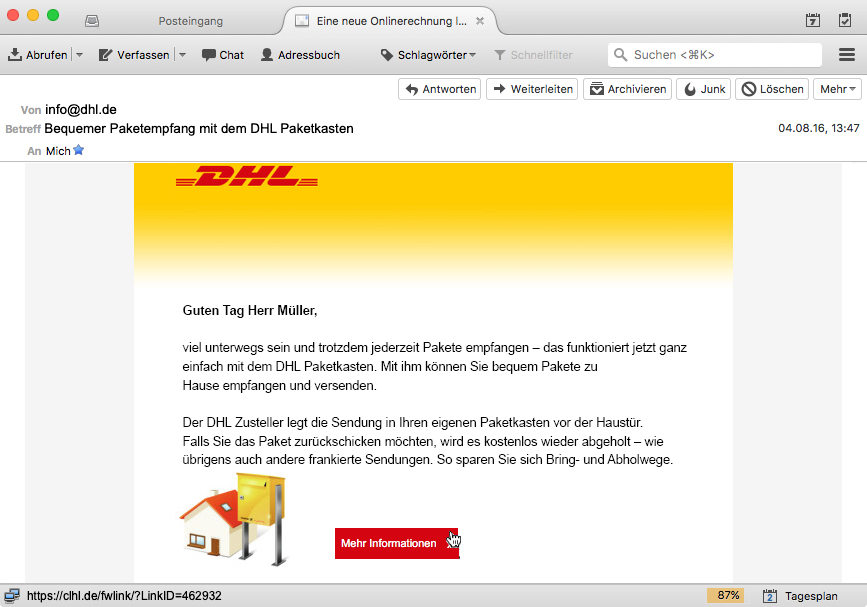 Posteingang
Eine neue Onlinerechnung l...
Abrufen
Verfassen
Chat
Adressbuch
Schlagwörter
Schnellfilter
Suchen <⌘K>
Antworten
Weiterleiten
Archivieren
Junk
Löschen
Mehr
Von info@dhl.de
Betreff Bequemer Paketempfang mit dem DHL Paketkasten
04.08.16, 13:47
An Mich
DHL
Guten Tag Herr Müller,
viel unterwegs sein und trotzdem jederzeit Pakete empfangen – das funktioniert jetzt ganz
einfach mit dem DHL Paketkasten. Mit ihm können Sie bequem Pakete zu
Hause empfangen und versenden.
Der DHL Zusteller legt die Sendung in Ihren eigenen Paketkasten vor der Haustür.
Falls Sie das Paket zurückschicken möchten, wird es kostenlos wieder abgeholt – wie
übrigens auch andere frankierte Sendungen. So sparen Sie sich Bring- und Abholwege.
Mehr Informationen
https://clhl.de/fwlink/?LinkID=462932
87%
2
Tagesplan